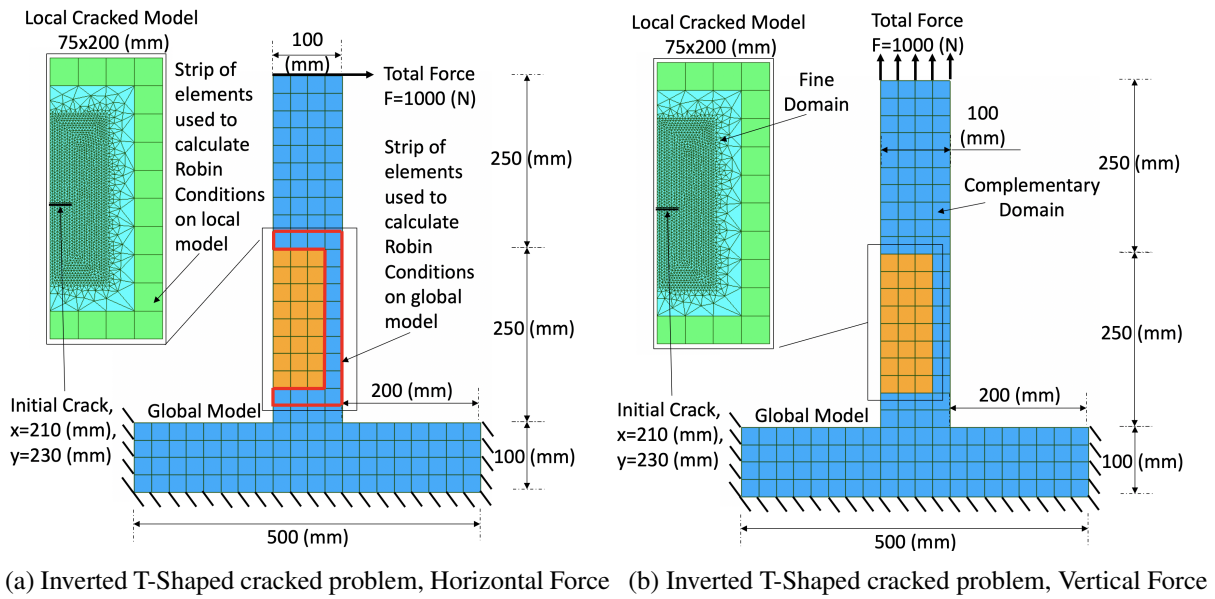 Local Cracked Model
75x200 (mm)
Strip of
elements
used to
calculate
Robin
Conditions
on local
model
100
(mm)
Total Force
F=1000 (N)
250 (mm)
Strip of
elements
used to
calculate
Robin
Conditions
on global
model
250 (mm)
200 (mm)
Initial Crack,
x=210 (mm),
y=230 (mm)
Global Model
100 (mm)
500 (mm)
(a) Inverted T-Shaped cracked problem, Horizontal Force
Local Cracked Model
75x200 (mm)
Total Force
F=1000 (N)
Fine
Domain
100
(mm)
250 (mm)
Complementary
Domain
250 (mm)
200 (mm)
Initial Crack,
x=210 (mm),
y=230 (mm)
Global Model
100 (mm)
500 (mm)
(b) Inverted T-Shaped cracked problem, Vertical Force